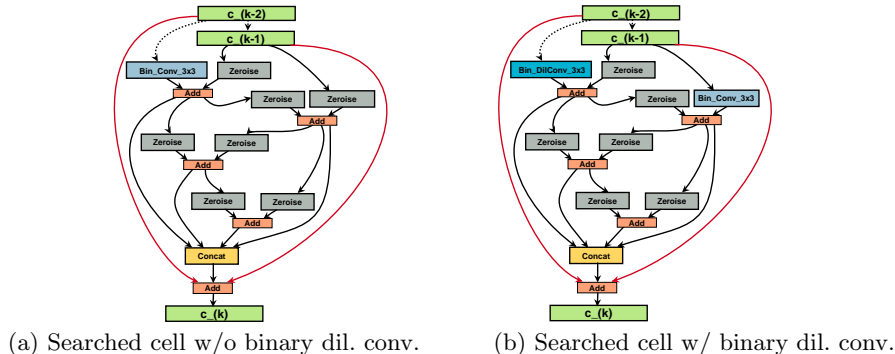 c_(k-2)
c_(k-1)
Bin_Conv_3x3
Zeroise
Add
Zeroise
Zeroise
Add
Zeroise
Zeroise
Add
Zeroise
Zeroise
Add
Concat
Add
c_(k)
(a) Searched cell w/o binary dil. conv.
c_(k-2)
c_(k-1)
Bin_DilConv_3x3
Zeroise
Add
Zeroise
Bin_Conv_3x3
Add
Zeroise
Zeroise
Add
Zeroise
Zeroise
Add
Concat
Add
c_(k)
(b) Searched cell w/ binary dil. conv.